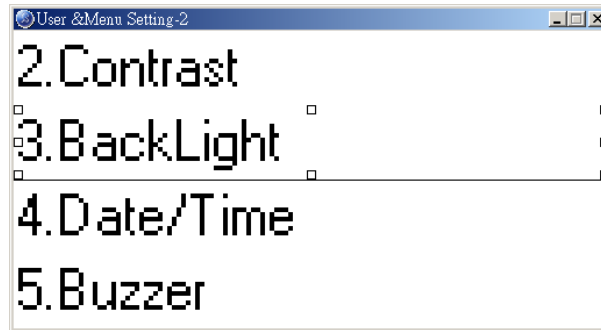 User &Menu Setting-2
2.Contrast
3.BackLight
4.Date/Time
5.Buzzer